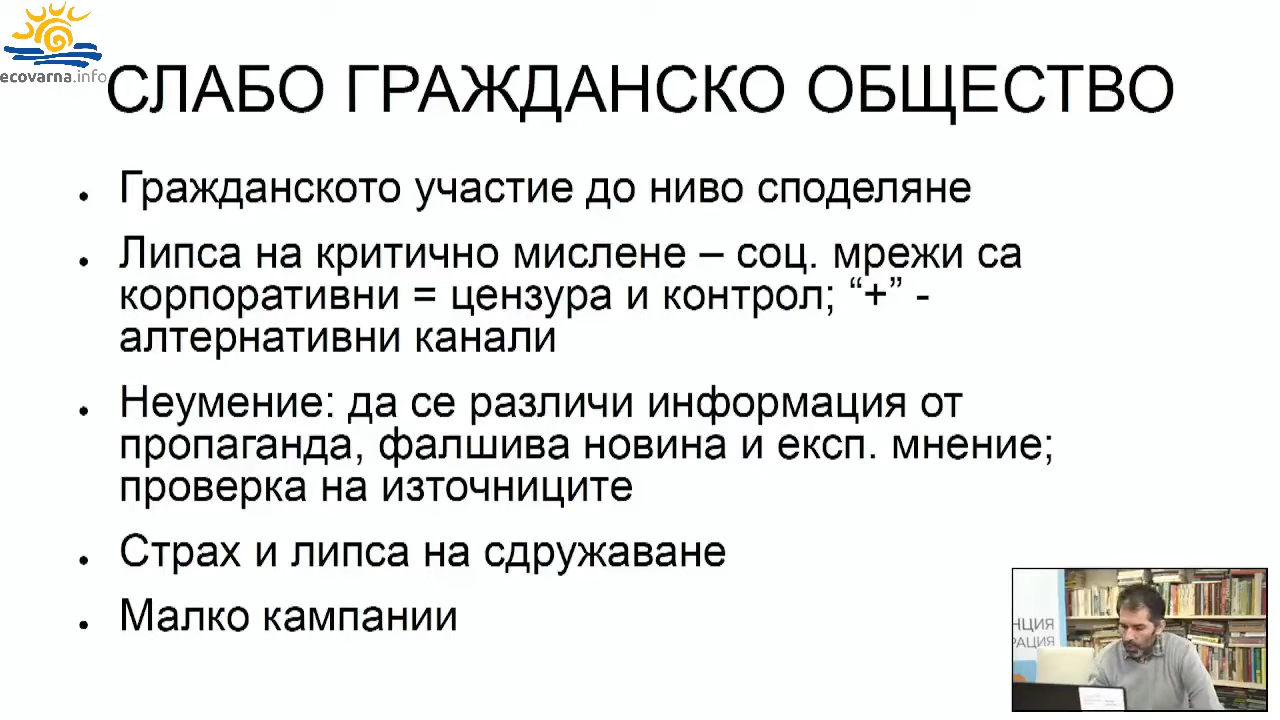 ecovarna.info
СЛАБО ГРАЖДАНСКО ОБЩЕСТВО
• Гражданското участие до ниво споделяне
• Липса на критично мислене – соц. мрежи са
корпоративни = цензура и контрол; “+” -
алтернативни канали
• Неумение: да се различи информация от
пропаганда, фалшива новина и експ. мнение;
проверка на източниците
• Страх и липса на сдружаване
• Малко кампании
НЦИЯ
РАЦИЯ